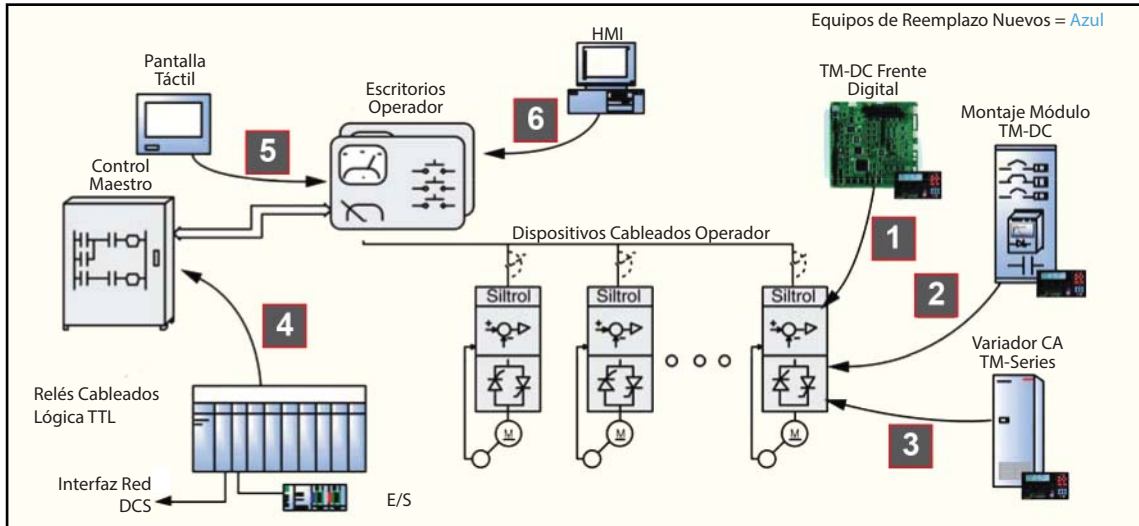 Equipos de Reemplazo Nuevos = Azul
HMI
Pantalla
Táctil
Escritorios
Operador
TM-DC Frente
Digital
Montaje Módulo
TM-DC
6
5
Control
Maestro
1
Dispositivos Cableados Operador
2
Siltrol
Siltrol
Siltrol
4
Variador CA
TM-Series
Relés Cableados
Lógica TTL
3
M
M
M
Interfaz Red
DCS
E/S